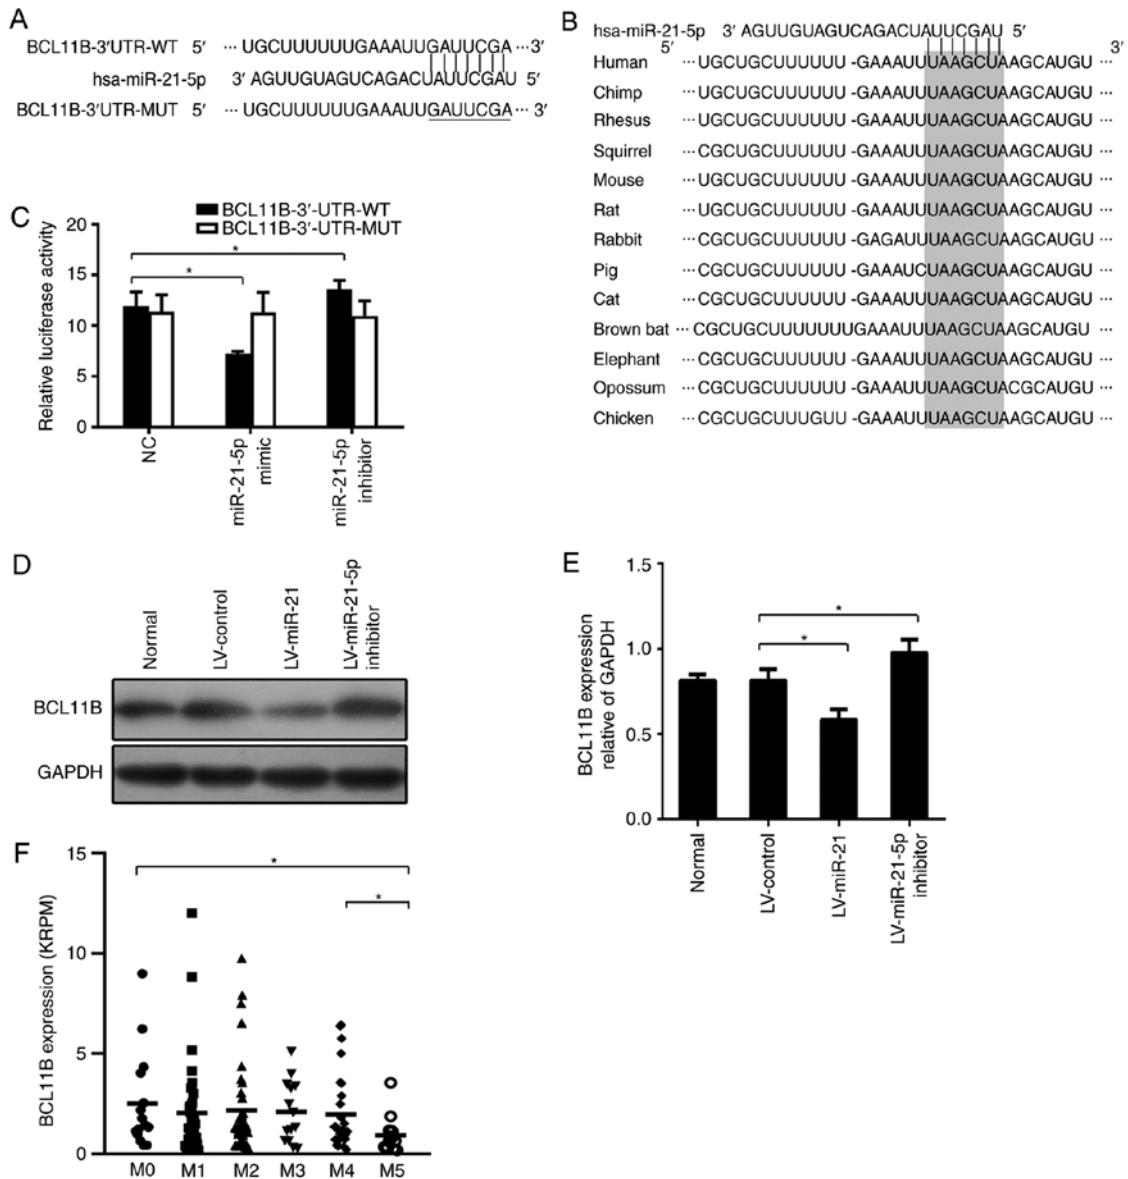 A
BCL11B-3'UTR-WT 5' ··· UGCUUUUUUGAAAUUGAUUCGA ··· 3'
hsa-miR-21-5p 3' AGUUGUAGUCAGACUAUUCGAU 5'
BCL11B-3'UTR-MUT 5' ··· UGCUUUUUUGAAAUUGAUUCGA ··· 3'
B
hsa-miR-21-5p 3' AGUUGUAGUCAGACUAUUCGAU 5'
5' 3'
Human ··· UGCUGCUUUUUU -GAAAUUUAAGCUAAGCAUGU ···
Chimp ··· UGCUGCUUUUUU -GAAAUUUAAGCUAAGCAUGU ···
Rhesus ··· UGCUGCUUUUUU -GAAAUUUAAGCUAAGCAUGU ···
Squirrel ··· CGCUGCUUUUUU -GAAAUUUAAGCUAAGCAUGU ···
Mouse ··· UGCUGCUUUUUU -GAAAUUUAAGCUAAGCAUGU ···
Rat ··· UGCUGCUUUUUU -GAAAUUUAAGCUAAGCAUGU ···
Rabbit ··· CGCUGCUUUUUU -GAGAUUUAAGCUAAGCAUGU ···
Pig ··· CGCUGCUUUUUU -GAAAUCUAAGCUAAGCAUGU ···
Cat ··· CGCUGCUUUUUU -GAAAUUUAAGCUAAGCAUGU ···
Brown bat ··· CGCUGCUUUUUUUGAAAUUUAAGCUAAGCAUGU ···
Elephant ··· CGCUGCUUUUUU -GAAAUUUAAGCUAAGCAUGU ···
Opossum ··· CGCUGCUUUUUU -GAAAUUUAAGCUACGCAUGU ···
Chicken ··· CGCUGCUUUGUU -GAAAUUUAAGCUAAGCAUGU ···
C
BCL11B-3'-UTR-WT
BCL11B-3'-UTR-MUT
Relative luciferase activity
20
15
10
5
0
*
*
NC
miR-21-5p mimic
miR-21-5p inhibitor
D
Normal
LV-control
LV-miR-21
LV-miR-21-5p inhibitor
BCL11B
GAPDH
E
BCL11B expression
relative of GAPDH
1.5
1.0
0.5
0.0
*
*
Normal
LV-control
LV-miR-21
LV-miR-21-5p inhibitor
F
BCL11B expression (KRPM)
15
10
5
0
*
*
M0 M1 M2 M3 M4 M5